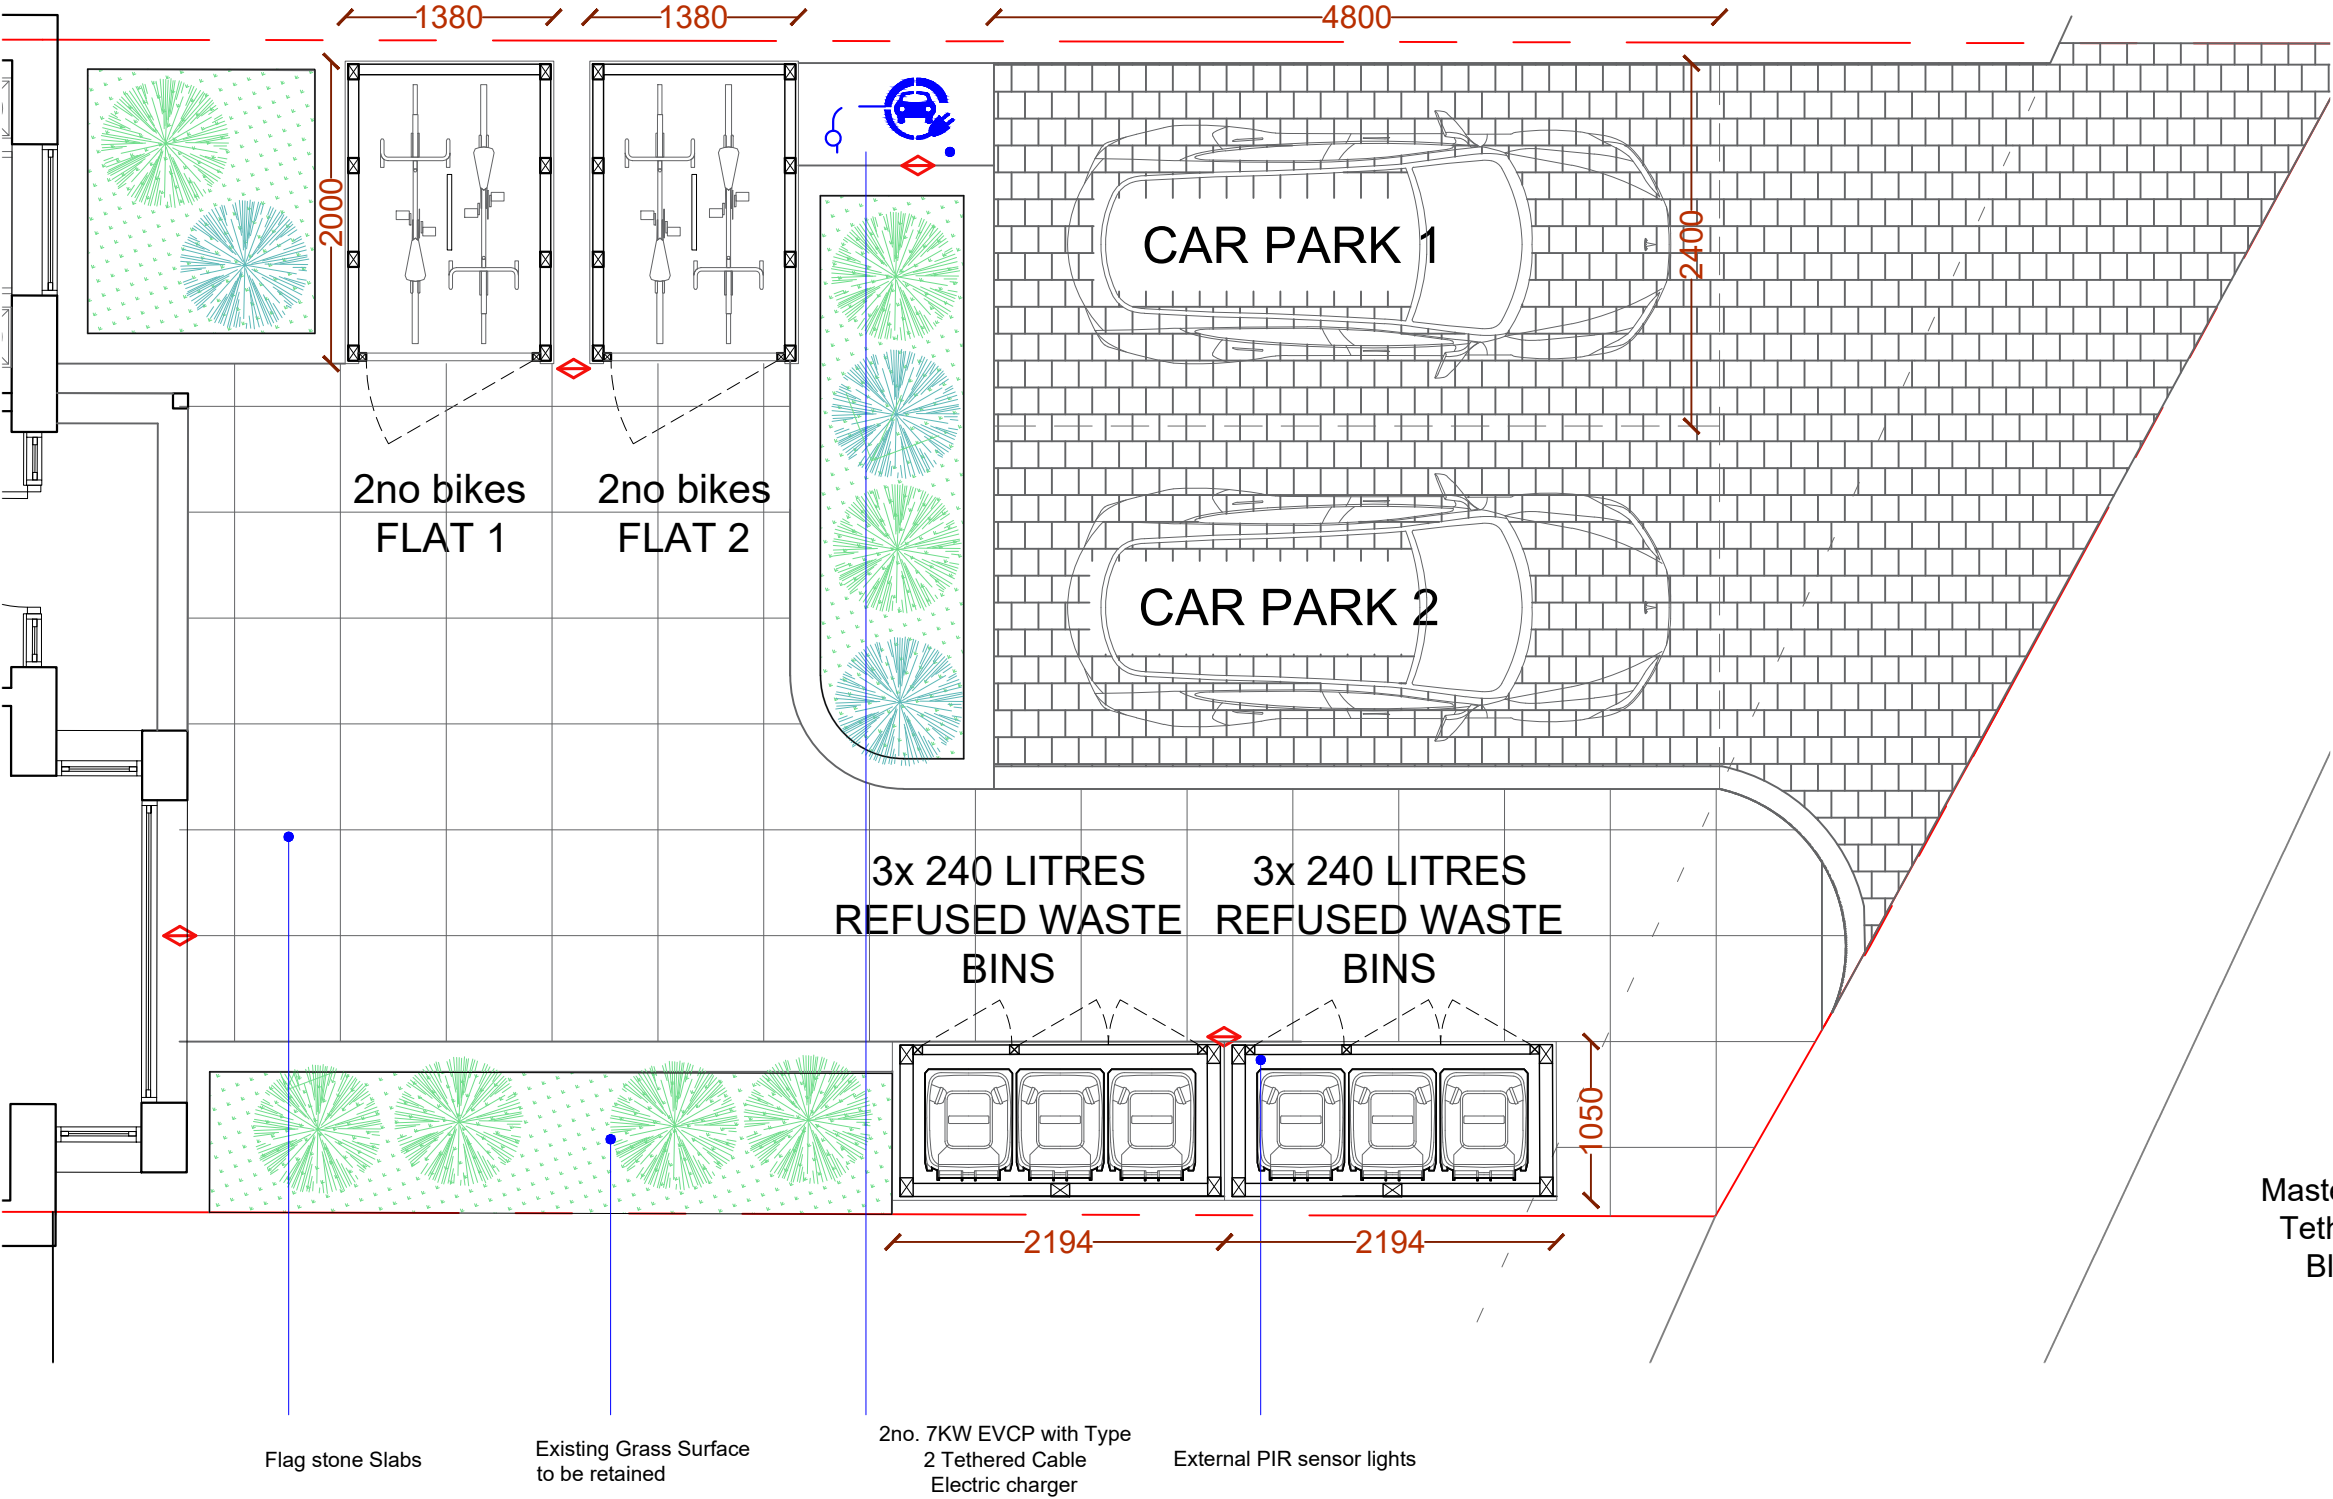 1380
1380
4800
2000
2400
CAR PARK 1
2no bikes
FLAT 1
2no bikes
FLAT 2
CAR PARK 2
3x 240 LITRES
REFUSED WASTE
BINS
3x 240 LITRES
REFUSED WASTE
BINS
1050
2194
2194
Flag stone Slabs
Existing Grass Surface
to be retained
2no. 7KW EVCP with Type
2 Tethered Cable
Electric charger
External PIR sensor lights